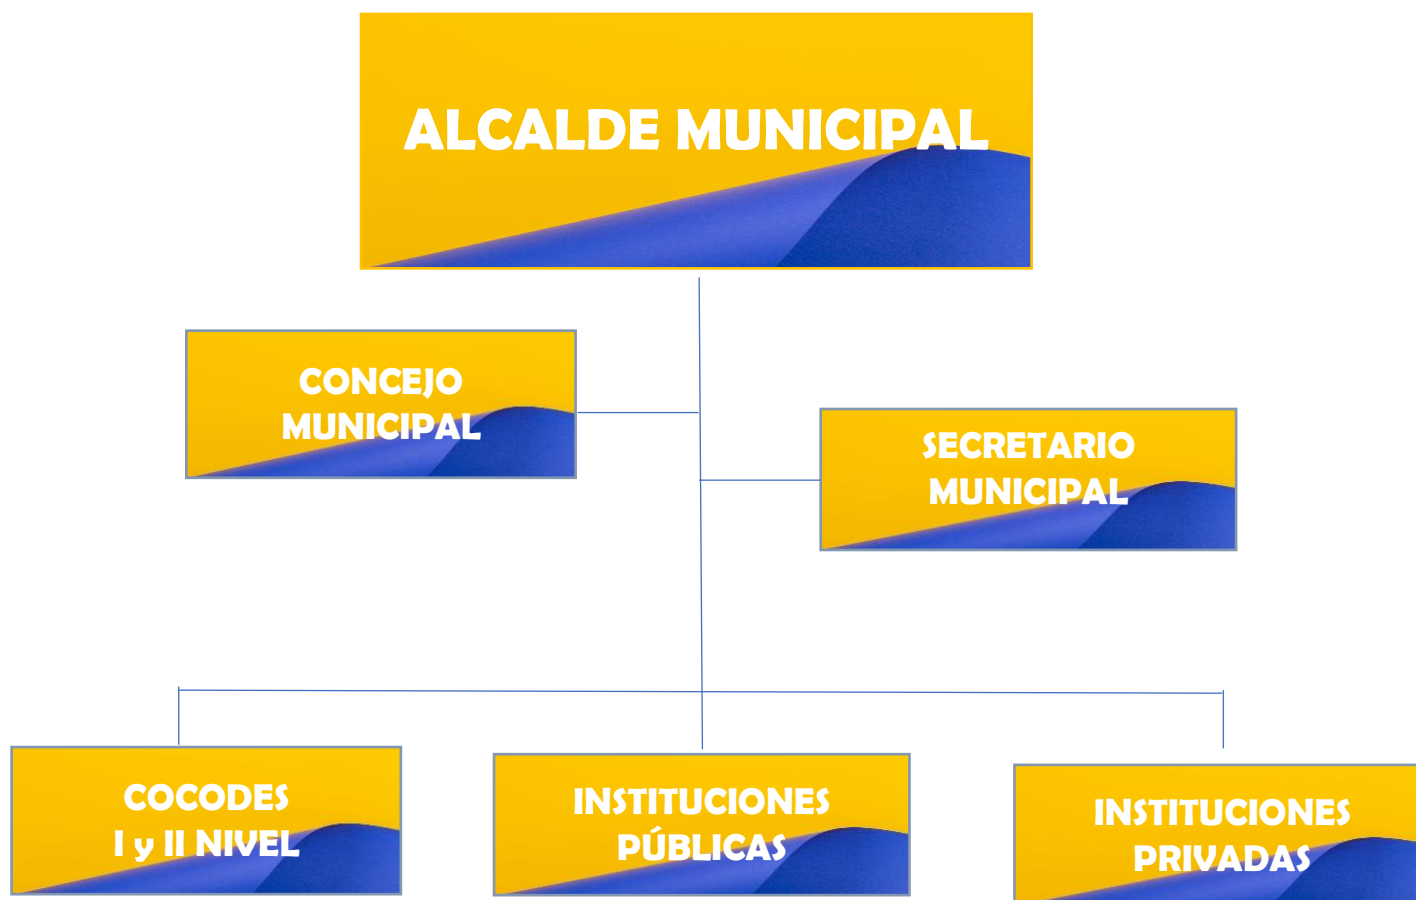 ALCALDE MUNICIPAL
CONCEJO
MUNICIPAL
SECRETARIO
MUNICIPAL
COCODES
I y II NIVEL
INSTITUCIONES
PÚBLICAS
INSTITUCIONES
PRIVADAS